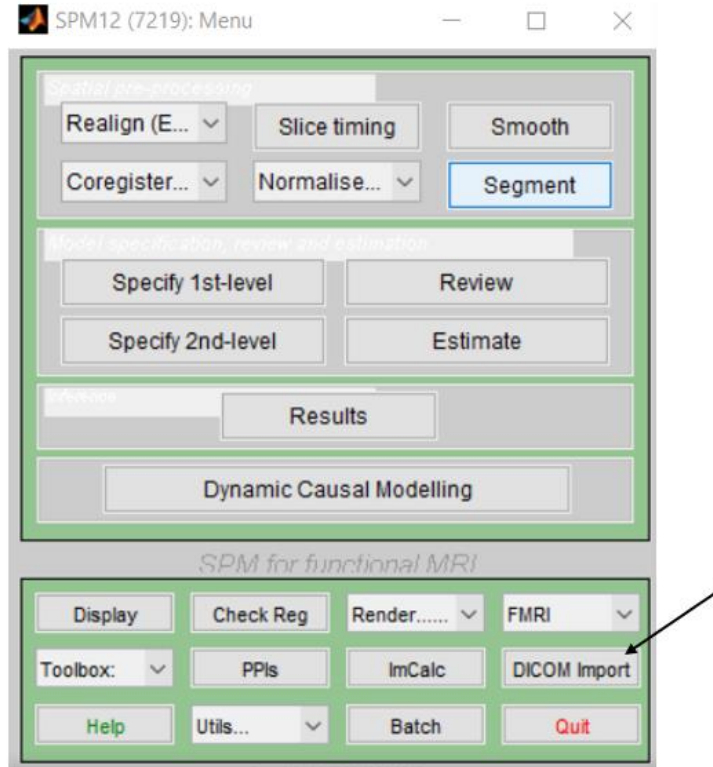 SPM12 (7219): Menu
Spatial pre-processing
Realign (E... Slice timing Smooth
Coregister... Normalise... Segment
Model specification, review and estimation
Specify 1st-level Review
Specify 2nd-level Estimate
Inference
Results
Dynamic Causal Modelling
SPM for functional MRI
Display Check Reg Render...... FMRI
Toolbox: PPIs ImCalc DICOM Import
Help Utils... Batch Quit